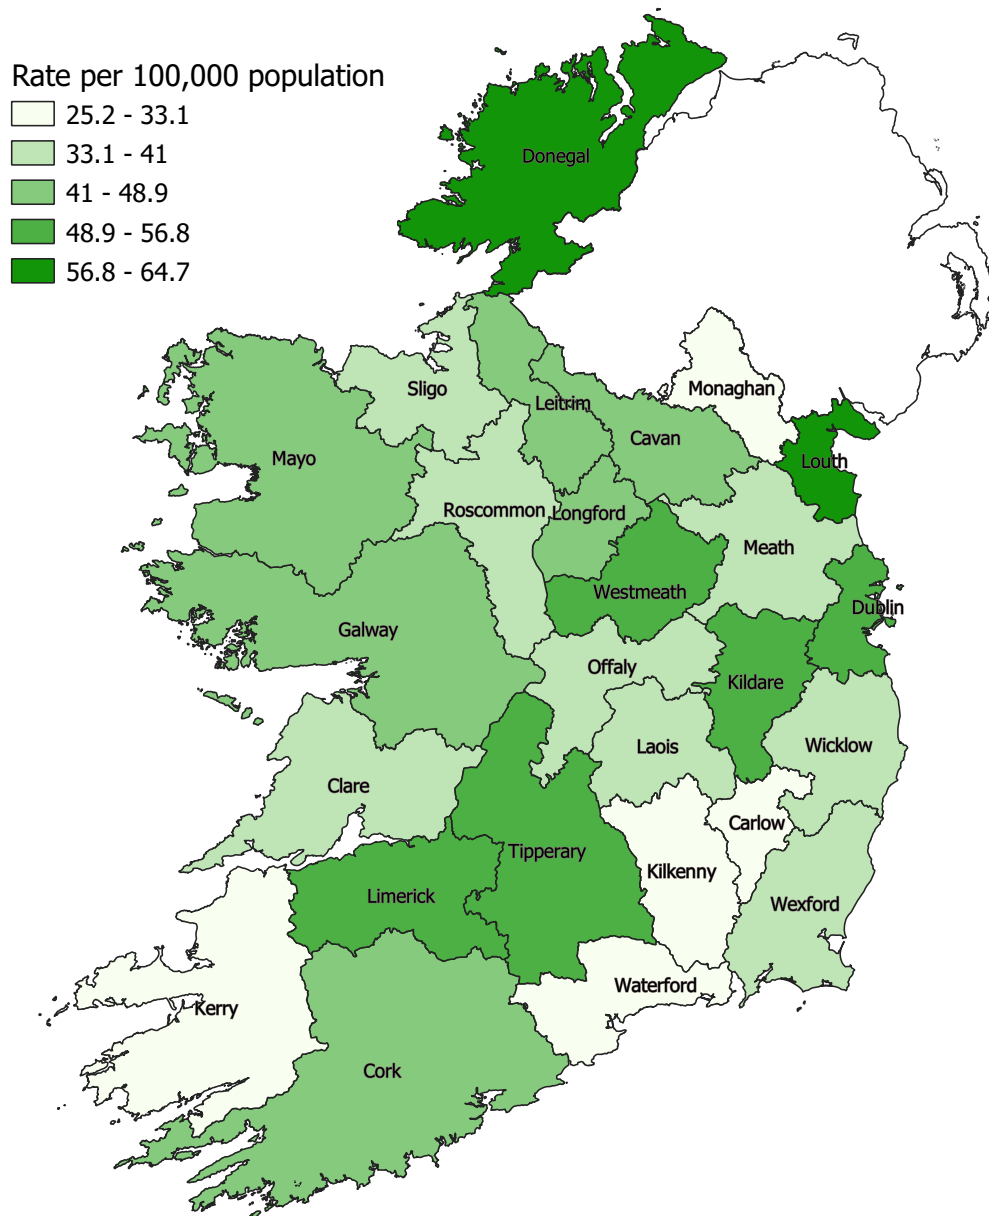 Rate per 100,000 population
25.2 - 33.1
33.1 - 41
41 - 48.9
48.9 - 56.8
56.8 - 64.7
Donegal
Monaghan
Sligo
Leitrim
Cavan
Mayo
Louth
Roscommon
Longford
Meath
Westmeath
Dublin
Galway
Offaly
Kildare
Laois
Wicklow
Clare
Carlow
Tipperary
Kilkenny
Limerick
Wexford
Waterford
Kerry
Cork